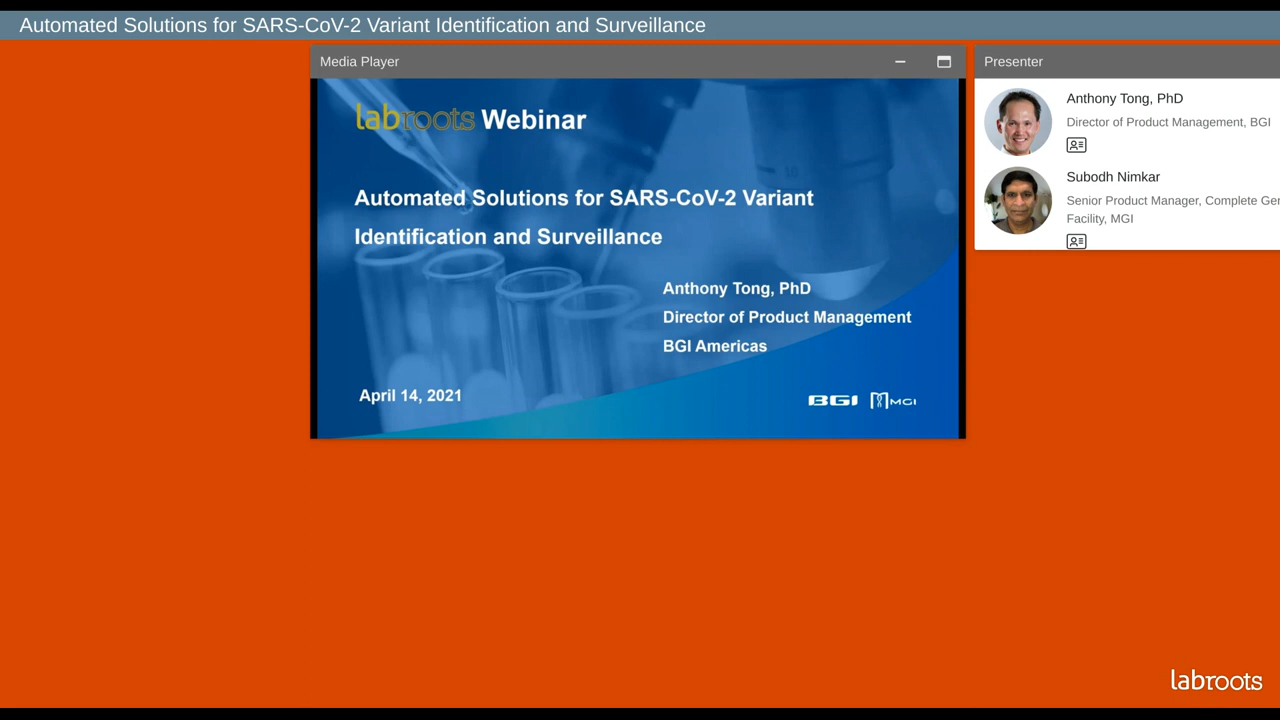 Automated Solutions for SARS-CoV-2 Variant Identification and Surveillance
Media Player
labroots Webinar
Automated Solutions for SARS-CoV-2 Variant
Identification and Surveillance
Anthony Tong, PhD
Director of Product Management
BGI Americas
April 14, 2021
BGI MGI
Presenter
Anthony Tong, PhD
Director of Product Management, BGI
Subodh Nimkar
Senior Product Manager, Complete Ge
Facility, MGI
labroots